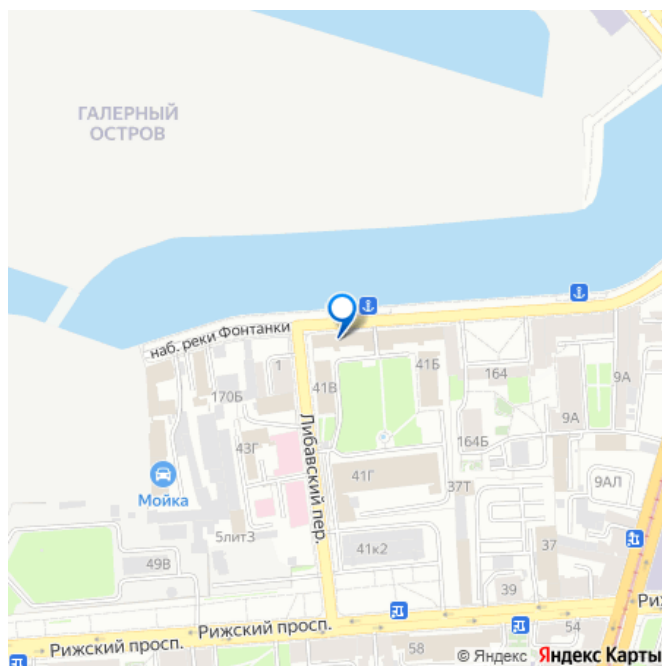 ГАЛЕРНЫЙ
ОСТРОВ
наб. реки Фонтанки
1
41В
41Б
164
9А
170Б
9А
43Г
Либавский пер.
164Б
41Г
37Т
9АЛ
Мойка
5лит3
41к2
37
49В
39
Рижский просп.
Рижский просп.
Риж
58
54
© Яндекс Яндекс Карты